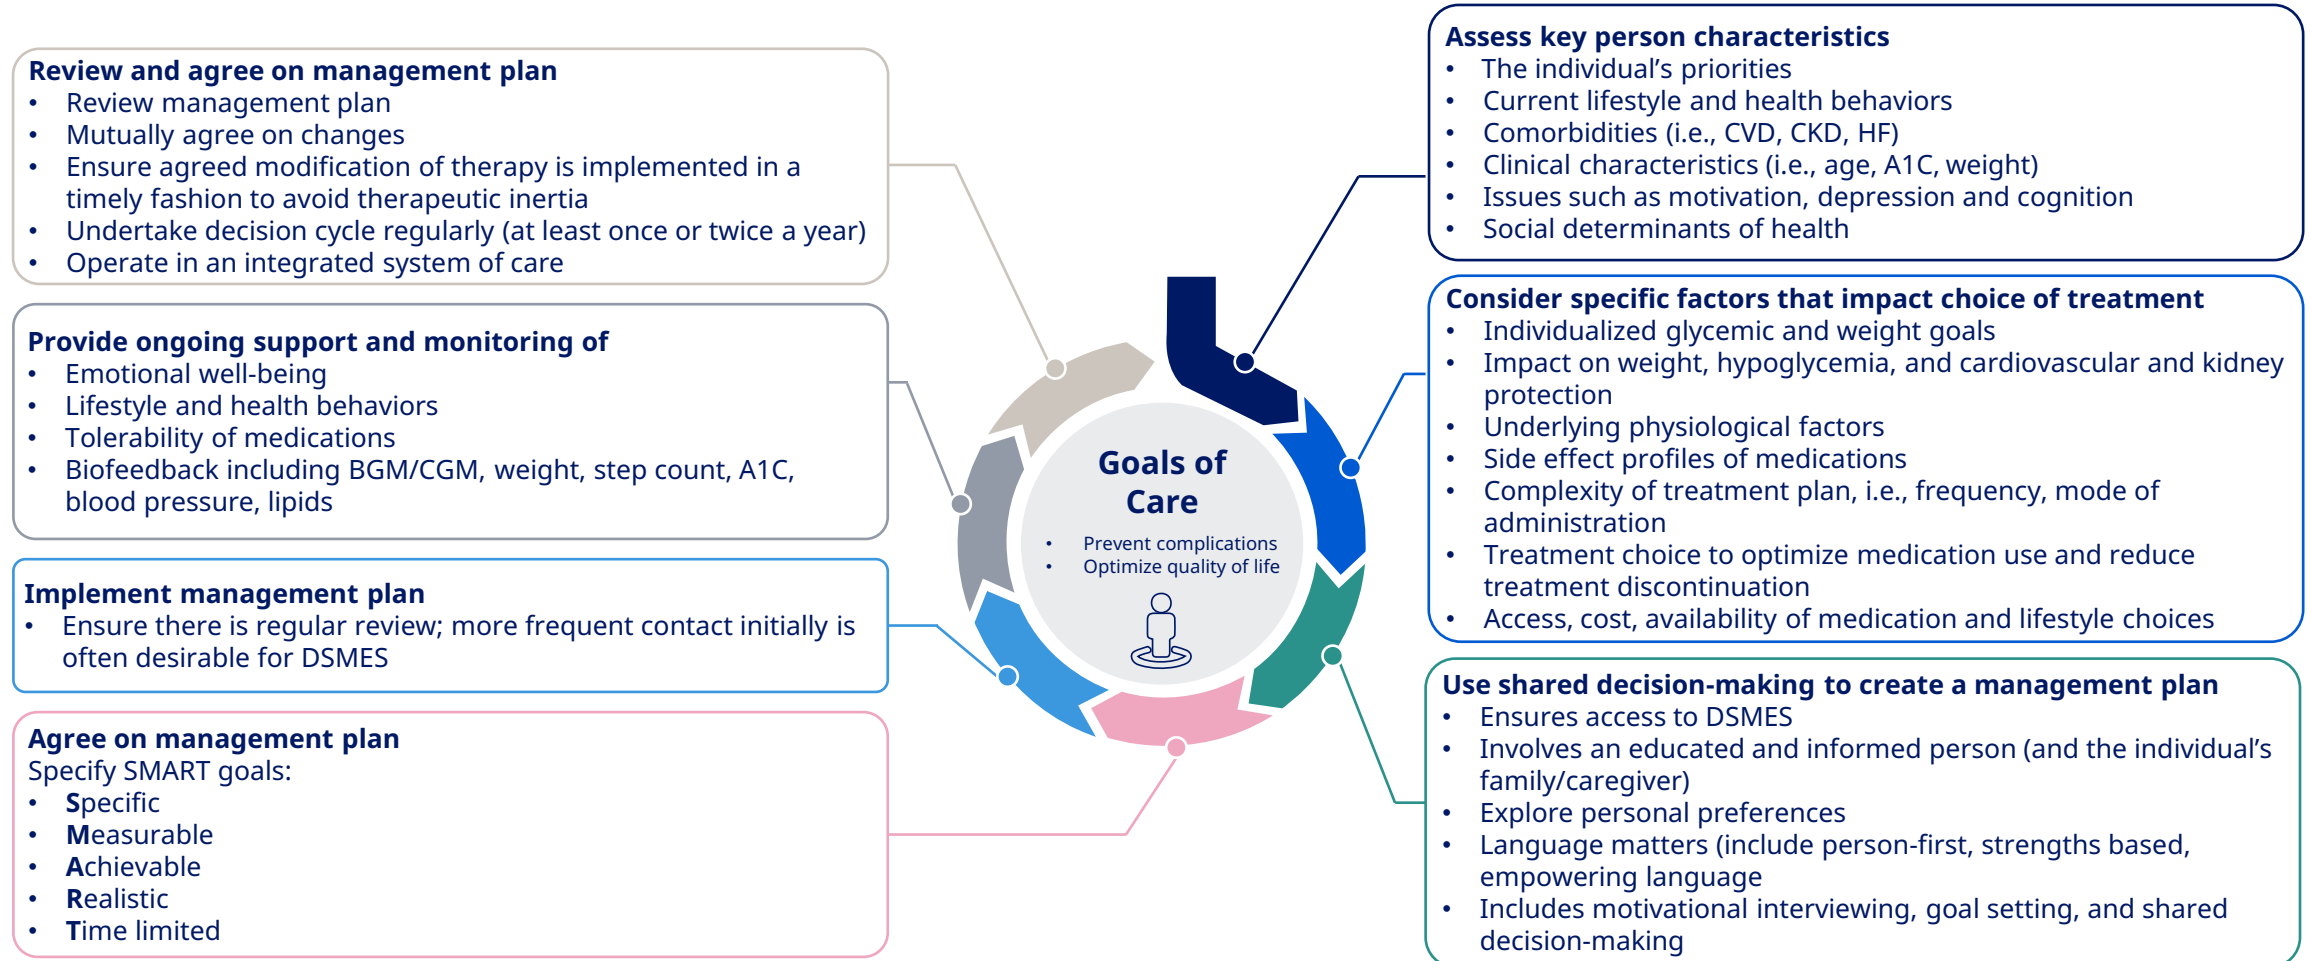 Assess key person characteristics
• The individual’s priorities
• Current lifestyle and health behaviors
• Comorbidities (i.e., CVD, CKD, HF)
• Clinical characteristics (i.e., age, A1C, weight)
• Issues such as motivation, depression and cognition
• Social determinants of health
Consider specific factors that impact choice of treatment
• Individualized glycemic and weight goals
• Impact on weight, hypoglycemia, and cardiovascular and kidney
protection
• Underlying physiological factors
• Side effect profiles of medications
• Complexity of treatment plan, i.e., frequency, mode of
administration
• Treatment choice to optimize medication use and reduce
treatment discontinuation
• Access, cost, availability of medication and lifestyle choices
Use shared decision-making to create a management plan
• Ensures access to DSMES
• Involves an educated and informed person (and the individual’s
family/caregiver)
• Explore personal preferences
• Language matters (include person-first, strengths based,
empowering language
• Includes motivational interviewing, goal setting, and shared
decision-making
Agree on management plan
Specify SMART goals:
• Specific
• Measurable
• Achievable
• Realistic
• Time limited
Implement management plan
• Ensure there is regular review; more frequent contact initially is
often desirable for DSMES
Provide ongoing support and monitoring of
• Emotional well-being
• Lifestyle and health behaviors
• Tolerability of medications
• Biofeedback including BGM/CGM, weight, step count, A1C,
blood pressure, lipids
Review and agree on management plan
• Review management plan
• Mutually agree on changes
• Ensure agreed modification of therapy is implemented in a
timely fashion to avoid therapeutic inertia
• Undertake decision cycle regularly (at least once or twice a year)
• Operate in an integrated system of care
Goals of
Care
• Prevent complications
• Optimize quality of life